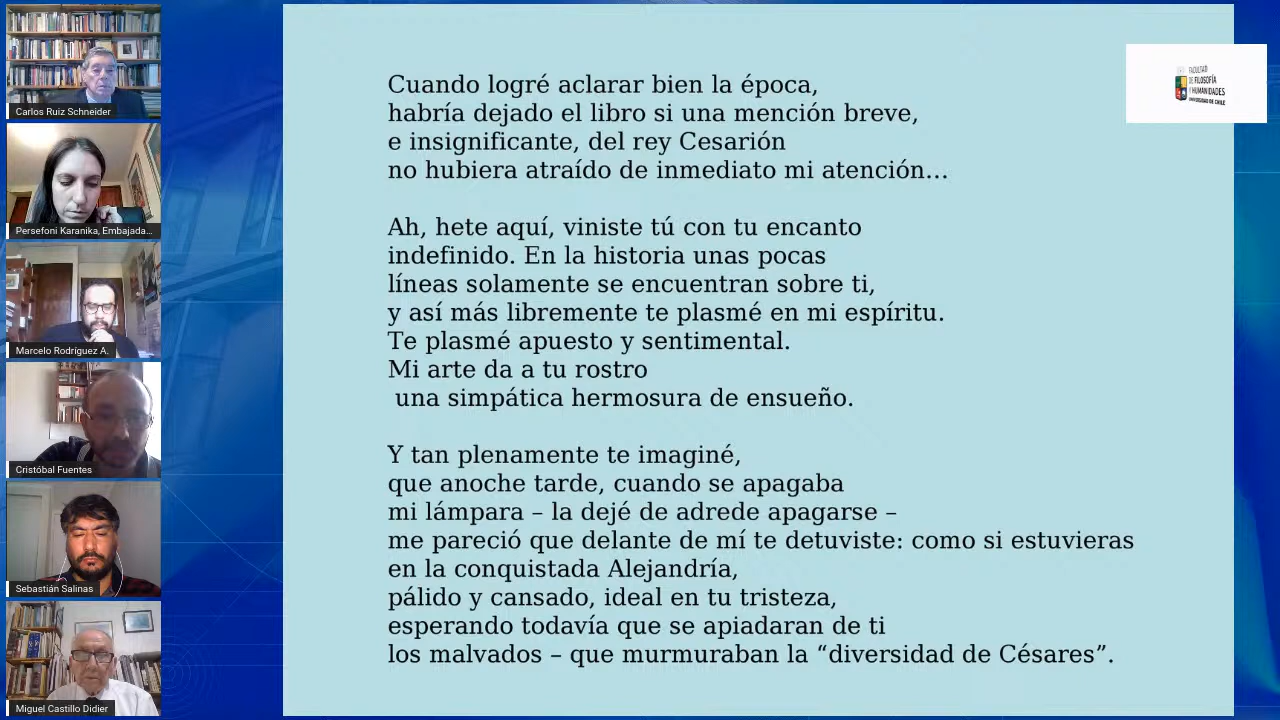 Carlos Ruiz Schneider
Persefoni Karanika, Embajada...
Marcelo Rodríguez A.
Cristóbal Fuentes
Sebastián Salinas
Miguel Castillo Didier
Cuando logré aclarar bien la época,
habría dejado el libro si una mención breve,
e insignificante, del rey Cesarión
no hubiera atraído de inmediato mi atención...
Ah, hete aquí, viniste tú con tu encanto
indefinido. En la historia unas pocas
líneas solamente se encuentran sobre ti,
y así más libremente te plasmé en mi espíritu.
Te plasmé apuesto y sentimental.
Mi arte da a tu rostro
una simpática hermosura de ensueño.
Y tan plenamente te imaginé,
que anoche tarde, cuando se apagaba
mi lámpara – la dejé de adrede apagarse –
me pareció que delante de mí te detuviste: como si estuvieras
en la conquistada Alejandría,
pálido y cansado, ideal en tu tristeza,
esperando todavía que se apiadaran de ti
los malvados – que murmuraban la “diversidad de Césares”.
FACULTAD
DE FILOSOFÍA
Y HUMANIDADES
UNIVERSIDAD DE CHILE